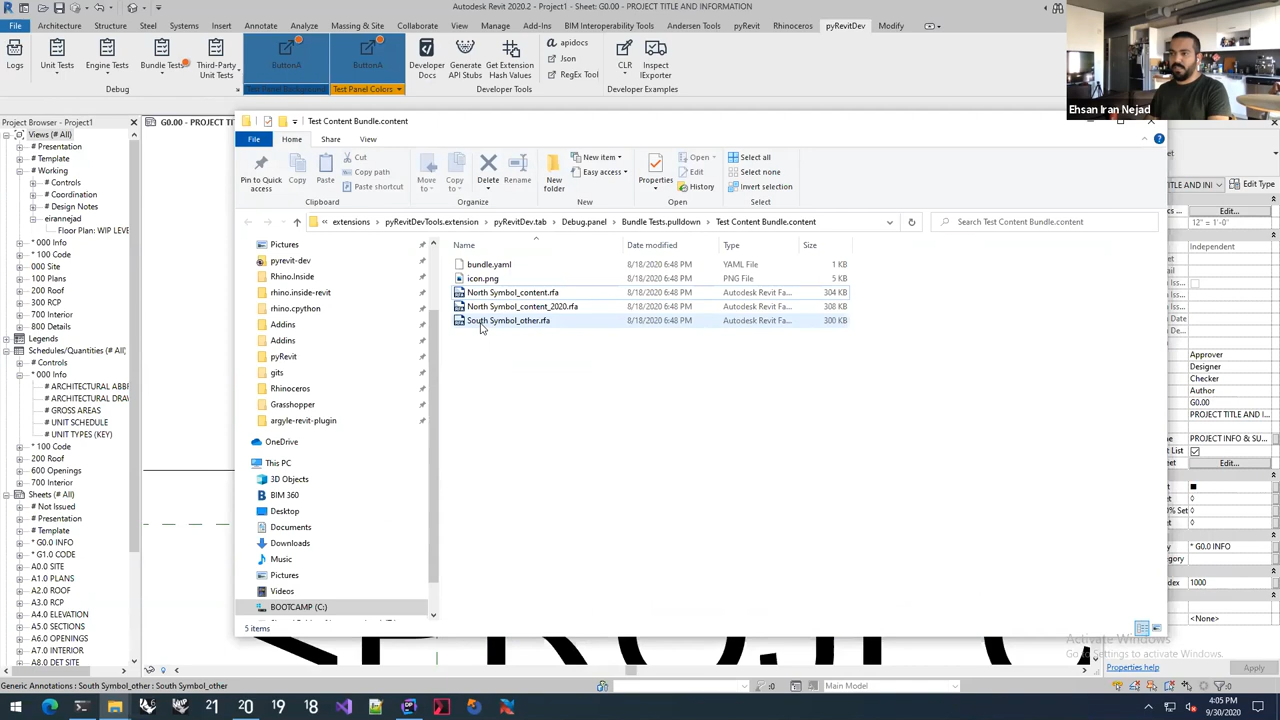 Autodesk Revit 2020.2 - Project1 - Sheet: G0.00 - PROJECT TITLE AND INFORMATION
File Architecture Structure Steel Systems Insert Annotate Analyze Massing & Site Collaborate View Manage Add-Ins BIM Interoperability Tools Andersen Tools pyRevit Rhinoceros pyRevitDev Modify
Logs
Unit Tests
Engine Tests
Bundle Tests
Third-Party Unit Tests
ButtonA
ButtonA
Developer Docs
Generate API Stubs
Get Extension Hash Values
apidocs
Json
RegEx Tool
CLR
Inspect IExporter
Debug
Test Panel Background
Test Panel Colors
Developer Tools
Developer Examples
Ehsan Iran Nejad
Project Browser - Project1
G0.00 - PROJECT TI
Views (# All)
# Presentation
# Template
# Working
# Controls
# Coordination
# Design Notes
eirannejad
Floor Plan: WIP LEVE
* 000 Info
* 100 Code
000 Site
100 Plan
200 RCP
300 RCP
700 Interior
800 Details
Legends
Schedules/Quantities (# All)
# Controls
* 000 Info
# ARCHITECTURAL ABBR
# ARCHITECTURAL DRAW
# GROSS AREAS
# UNIT SCHEDULE
# UNIT TYPES (KEY)
* 100 Code
200 Roof
600 Openings
700 Interior
Sheets (# All)
# Not Issued
# Presentation
# Template
* G0.0 INFO
* G1.0 CODE
A0.0 SITE
A1.0 PLANS
A2.0 ROOF
A3.0 RCP
A4.0 ELEVATION
A5.0 SECTIONS
A6.0 OPENINGS
A8.0 DET SITE
Test Content Bundle.content
File Home Share View
Pin to Quick access
Copy
Paste
Cut
Copy path
Paste shortcut
Move to
Copy to
Delete
Rename
New folder
New item
Easy access
Properties
Open
Edit
History
Select all
Select none
Invert selection
Clipboard
Organize
New
Open
Select
« extensions > pyRevitDevTools.extension > pyRevitDev.tab > Debug.panel > Bundle Tests.pulldown > Test Content Bundle.content
Search Test Content Bundle.content
Pictures
pyrevit-dev
Rhino.Inside
rhino.inside-revit
rhino.cpython
Addins
Addins
pyRevit
gits
Rhinoceros
Grasshopper
argyle-revit-plugin
OneDrive
This PC
3D Objects
BIM 360
Desktop
Documents
Downloads
Music
Pictures
Videos
BOOTCAMP (C:)
Name Date modified Type Size
bundle.yaml 8/18/2020 6:48 PM YAML File 1 KB
icon.png 8/18/2020 6:48 PM PNG File 5 KB
North Symbol_content.rfa 8/18/2020 6:48 PM Autodesk Revit Fa... 304 KB
North Symbol_content_2020.rfa 8/18/2020 6:48 PM Autodesk Revit Fa... 308 KB
South Symbol_other.rfa 8/18/2020 6:48 PM Autodesk Revit Fa... 300 KB
5 items
TITLE AND INI
Edit Type
Edit...
12" = 1'-0"
Independent
Approver
Designer
Checker
Author
G0.00
PROJECT TITLE AND I...
PROJECT INFO & SU...
Edit...
* G0.0 INFO
1000
<None>
Activate Windows
Go to Settings to activate Windows.
Properties help
Apply
Generic Annotations : South Symbol_other : South Symbol_other
:0
Main Model
:0
21 20 19 18
4:05 PM
9/30/2020